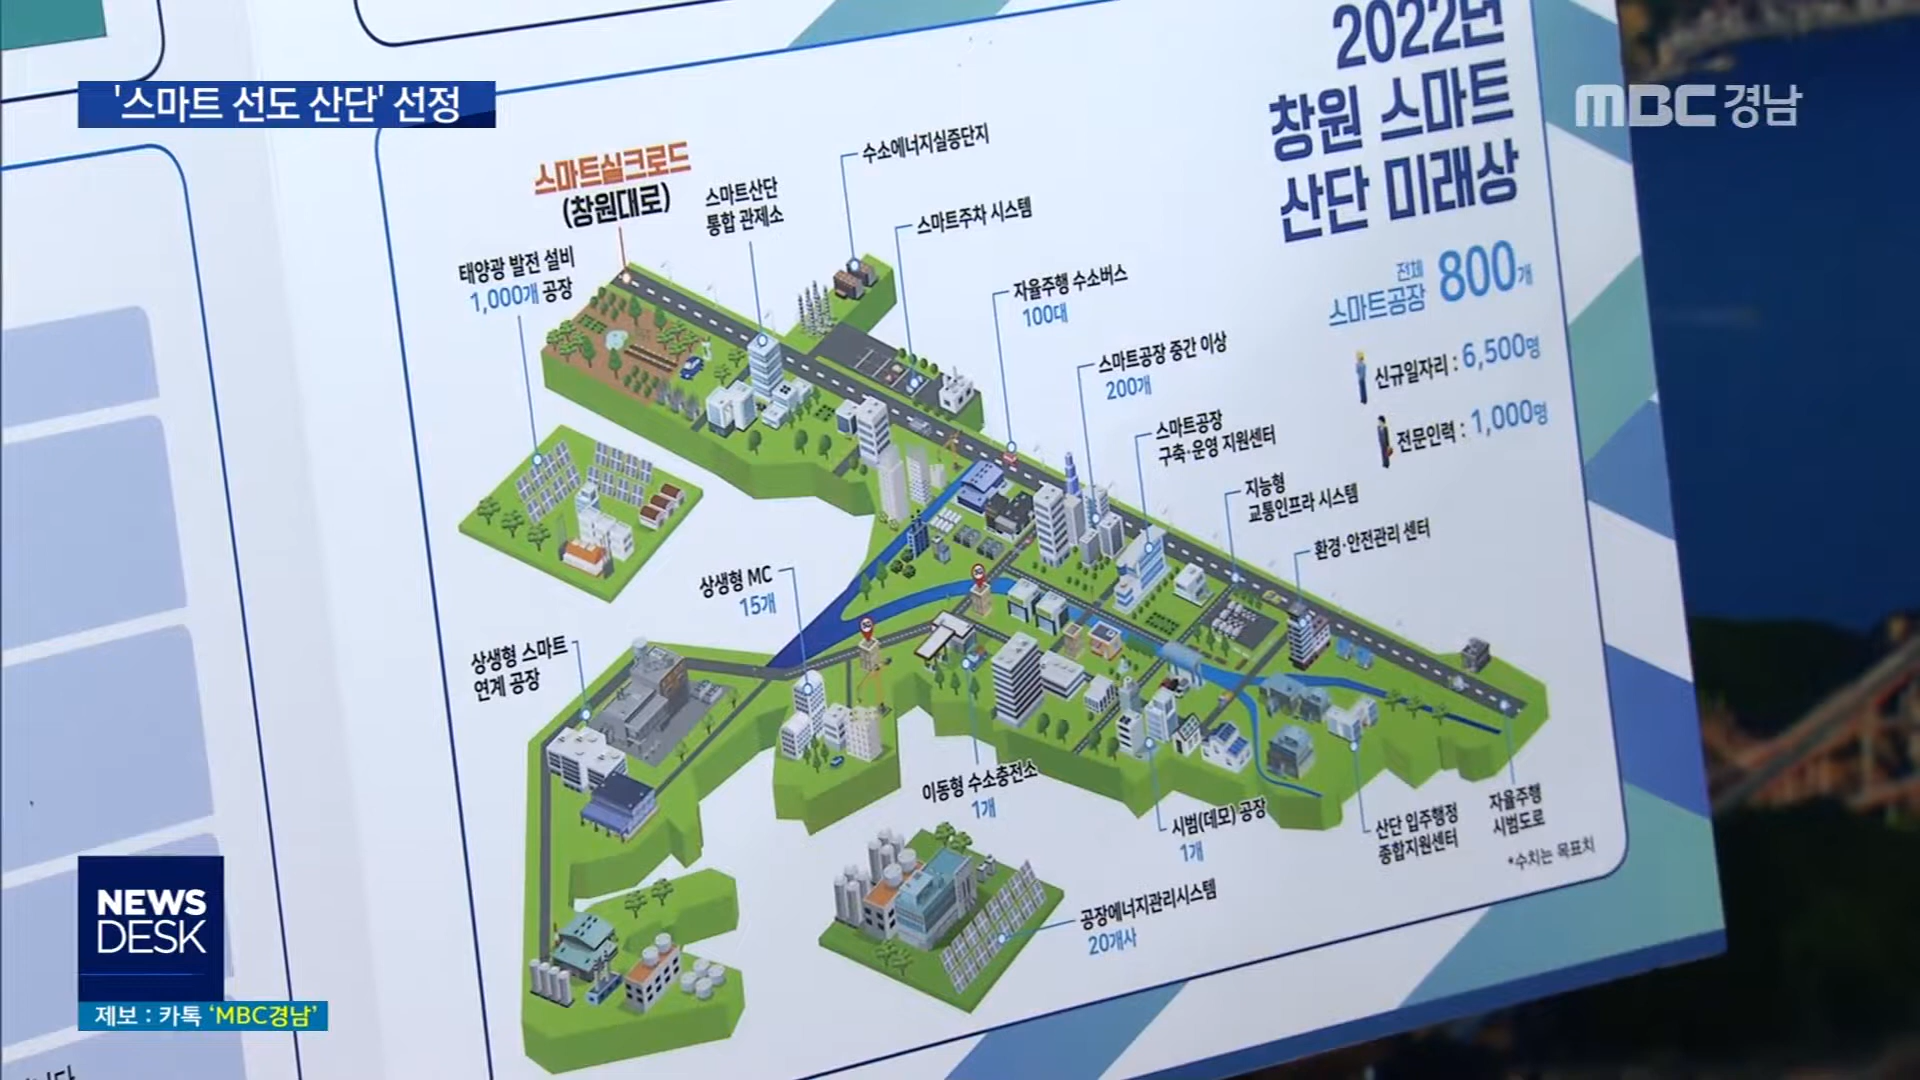 '스마트 선도 산단' 선정
MBC경남
2022년
창원 스마트
산단 미래상
전체
스마트공장 800개
신규일자리 : 6,500명
전문인력 : 1,000명
스마트실크로드
(창원대로)
스마트산단
통합 관제소
수소에너지실증단지
스마트주차 시스템
태양광 발전 설비
1,000개 공장
자율주행 수소버스
100대
스마트공장 중간 이상
200개
스마트공장
구축·운영 지원센터
지능형
교통인프라 시스템
환경·안전관리 센터
상생형 MC
15개
상생형 스마트
연계 공장
이동형 수소충전소
1개
시범(데모) 공장
1개
산단 입주행정
종합지원센터
자율주행
시범도로
*수치는 목표치
공장에너지관리시스템
20개사
NEWS
DESK
제보 : 카톡 'MBC경남'